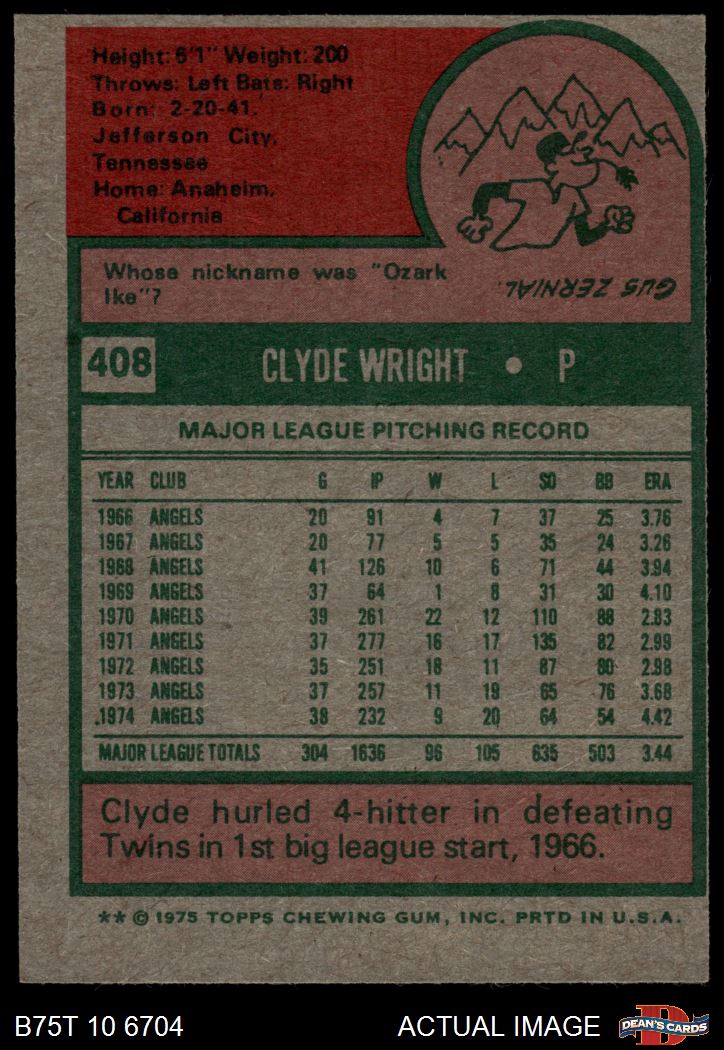 Height: 6'1" Weight: 200
Throws: Left Bats: Right
Born: 2-20-41.
Jefferson City,
Tennessee
Home: Anaheim,
California
Whose nickname was "Ozark
Ike"?
GUS ZERNIAL.
408 CLYDE WRIGHT • P
MAJOR LEAGUE PITCHING RECORD
YEAR CLUB G IP W L SO BB ERA
1966 ANGELS 20 91 4 7 37 25 3.76
1967 ANGELS 20 77 5 5 35 24 3.26
1968 ANGELS 41 126 10 6 71 44 3.94
1969 ANGELS 37 64 1 8 31 30 4.10
1970 ANGELS 39 261 22 12 110 88 2.83
1971 ANGELS 37 277 16 17 135 82 2.99
1972 ANGELS 35 251 18 11 87 80 2.98
1973 ANGELS 37 257 11 19 65 76 3.68
1974 ANGELS 38 232 9 20 64 54 4.42
MAJOR LEAGUE TOTALS 304 1636 96 105 635 503 3.44
Clyde hurled 4-hitter in defeating
Twins in 1st big league start, 1966.
** © 1975 TOPPS CHEWING GUM, INC. PRTD IN U.S.A.
B75T 10 6704 ACTUAL IMAGE D DEAN'S CARDS